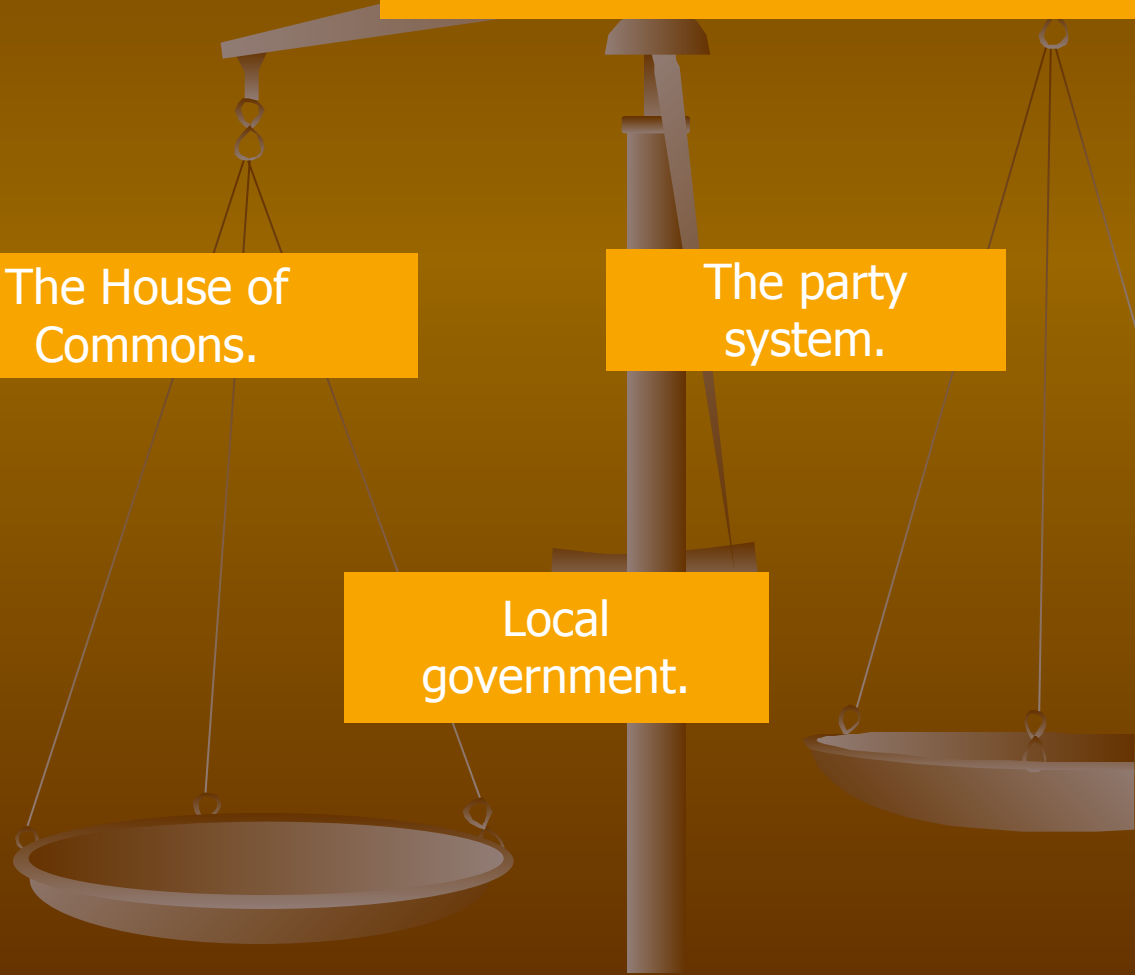 The House of
Commons.
The party
system.
Local
government.